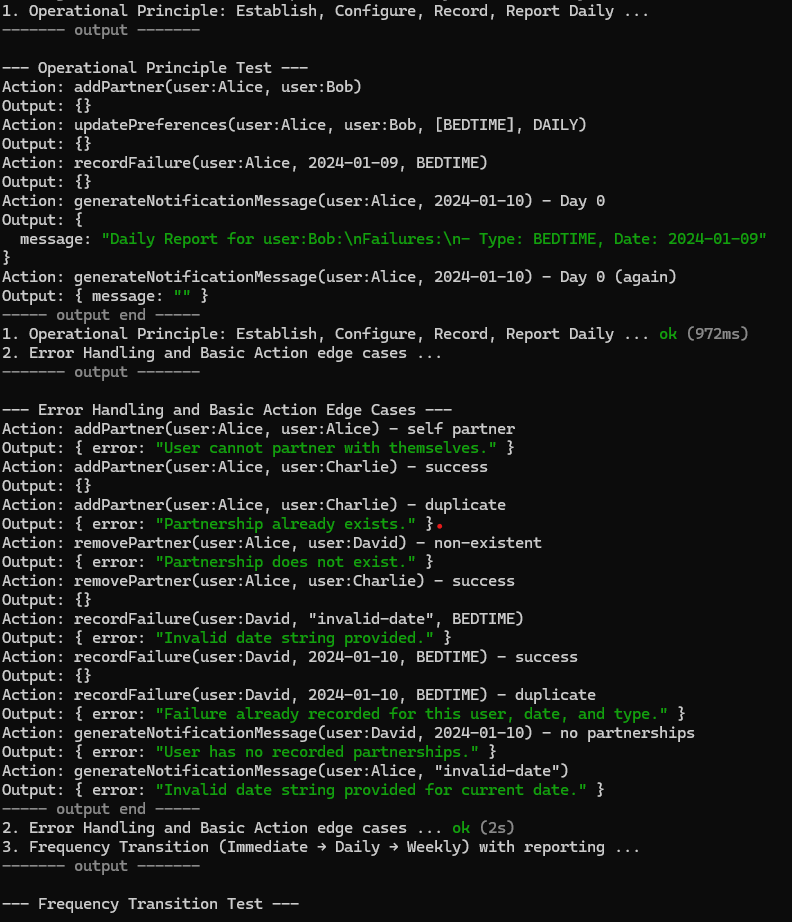 1. Operational Principle: Establish, Configure, Record, Report Daily ...
------- output -------
--- Operational Principle Test ---
Action: addPartner(user:Alice, user:Bob)
Output: {}
Action: updatePreferences(user:Alice, user:Bob, [BEDTIME], DAILY)
Output: {}
Action: recordFailure(user:Alice, 2024-01-09, BEDTIME)
Output: {}
Action: generateNotificationMessage(user:Alice, 2024-01-10) - Day 0
Output: {
  message: "Daily Report for user:Bob:\nFailures:\n- Type: BEDTIME, Date: 2024-01-09"
}
Action: generateNotificationMessage(user:Alice, 2024-01-10) - Day 0 (again)
Output: { message: "" }
----- output end -----
1. Operational Principle: Establish, Configure, Record, Report Daily ... ok (972ms)
2. Error Handling and Basic Action edge cases ...
------- output -------
--- Error Handling and Basic Action Edge Cases ---
Action: addPartner(user:Alice, user:Alice) - self partner
Output: { error: "User cannot partner with themselves." }
Action: addPartner(user:Alice, user:Charlie) - success
Output: {}
Action: addPartner(user:Alice, user:Charlie) - duplicate
Output: { error: "Partnership already exists." }
Action: removePartner(user:Alice, user:David) - non-existent
Output: { error: "Partnership does not exist." }
Action: removePartner(user:Alice, user:Charlie) - success
Output: {}
Action: recordFailure(user:David, "invalid-date", BEDTIME)
Output: { error: "Invalid date string provided." }
Action: recordFailure(user:David, 2024-01-10, BEDTIME) - success
Output: {}
Action: recordFailure(user:David, 2024-01-10, BEDTIME) - duplicate
Output: { error: "Failure already recorded for this user, date, and type." }
Action: generateNotificationMessage(user:David, 2024-01-10) - no partnerships
Output: { error: "User has no recorded partnerships." }
Action: generateNotificationMessage(user:Alice, "invalid-date")
Output: { error: "Invalid date string provided for current date." }
----- output end -----
2. Error Handling and Basic Action edge cases ... ok (2s)
3. Frequency Transition (Immediate → Daily → Weekly) with reporting ...
------- output -------
--- Frequency Transition Test ---